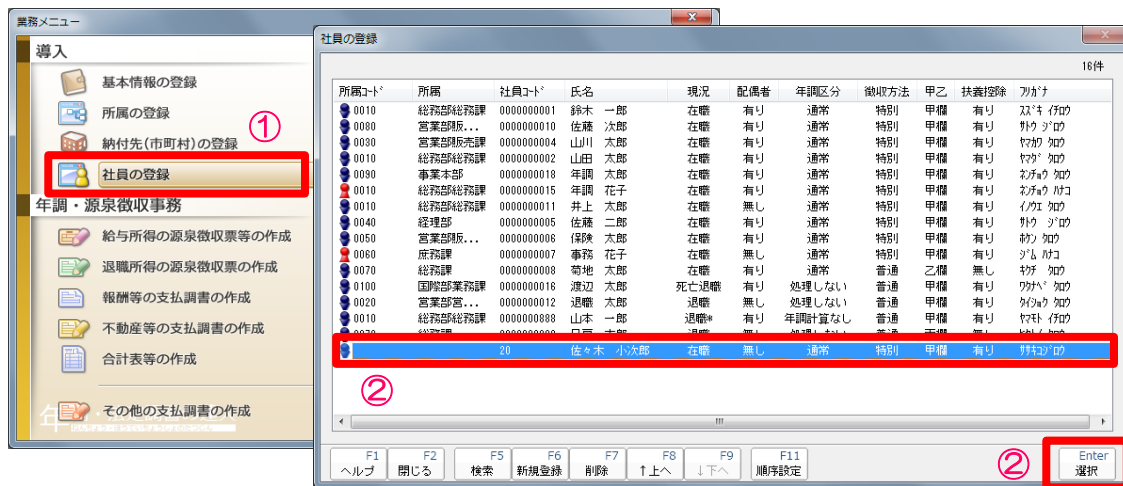 業務メニュー
導入
基本情報の登録
所属の登録
①
納付先(市町村)の登録
社員の登録
年調・源泉徴収事務
給与所得の源泉徴収票等の作成
退職所得の源泉徴収票の作成
報酬等の支払調書の作成
不動産等の支払調書の作成
合計表等の作成
その他の支払調書の作成
社員の登録
16件
所属ｺｰﾄﾞ 所属 社員ｺｰﾄﾞ 氏名 現況 配偶者 年調区分 徴収方法 甲乙 扶養控除 ﾌﾘｶﾞﾅ
0010 総務部総務課 0000000001 鈴木 一郎 在職 有り 通常 特別 甲欄 有り ｽｽﾞｷ ｲﾁﾛｳ
0080 営業部販... 0000000010 佐藤 次郎 在職 有り 通常 特別 甲欄 有り ｻﾄｳ ｼﾞﾛｳ
0030 営業部販売課 0000000004 山川 太郎 在職 有り 通常 特別 甲欄 有り ﾔﾏｶﾜ ﾀﾛｳ
0010 総務部総務課 0000000002 山田 太郎 在職 有り 通常 特別 甲欄 有り ﾔﾏﾀﾞ ﾀﾛｳ
0090 事業本部 0000000018 年調 太郎 在職 有り 通常 特別 甲欄 有り ﾈﾝﾁｮｳ ﾀﾛｳ
0010 総務部総務課 0000000015 年調 花子 在職 有り 通常 特別 甲欄 有り ﾈﾝﾁｮｳ ﾊﾅｺ
0010 総務部総務課 0000000011 井上 太郎 在職 無し 通常 特別 甲欄 有り ｲﾉｳｴ ﾀﾛｳ
0040 経理部 0000000005 佐藤 二郎 在職 有り 通常 特別 甲欄 有り ｻﾄｳ ｼﾞﾛｳ
0050 営業部販... 0000000006 保険 太郎 在職 有り 通常 特別 甲欄 有り ﾎｹﾝ ﾀﾛｳ
0060 庶務課 0000000007 事務 花子 在職 無し 通常 特別 甲欄 有り ｼﾞﾑ ﾊﾅｺ
0070 総務課 0000000008 菊地 太郎 在職 有り 通常 普通 乙欄 無し ｷｸﾁ ﾀﾛｳ
0100 国際部業務課 0000000016 渡辺 太郎 死亡退職 有り 処理しない 普通 甲欄 有り ﾜﾀﾅﾍﾞ ﾀﾛｳ
0020 営業部営... 0000000012 退職 太郎 退職 無し 処理しない 普通 甲欄 有り ﾀｲｼｮｸ ﾀﾛｳ
0010 総務部総務課 0000000888 山本 一郎 退職* 有り 年調計算なし 普通 甲欄 有り ﾔﾏﾓﾄ ｲﾁﾛｳ
20 佐々木 小次郎 在職 無し 通常 特別 甲欄 有り ｻｻｷｺｼﾞﾛｳ
②
F1 F2 F5 F6 F7 F8 F9 F11 ② Enter
ヘルプ 閉じる 検索 新規登録 削除 ↑上へ ↓下へ 順序設定 選択